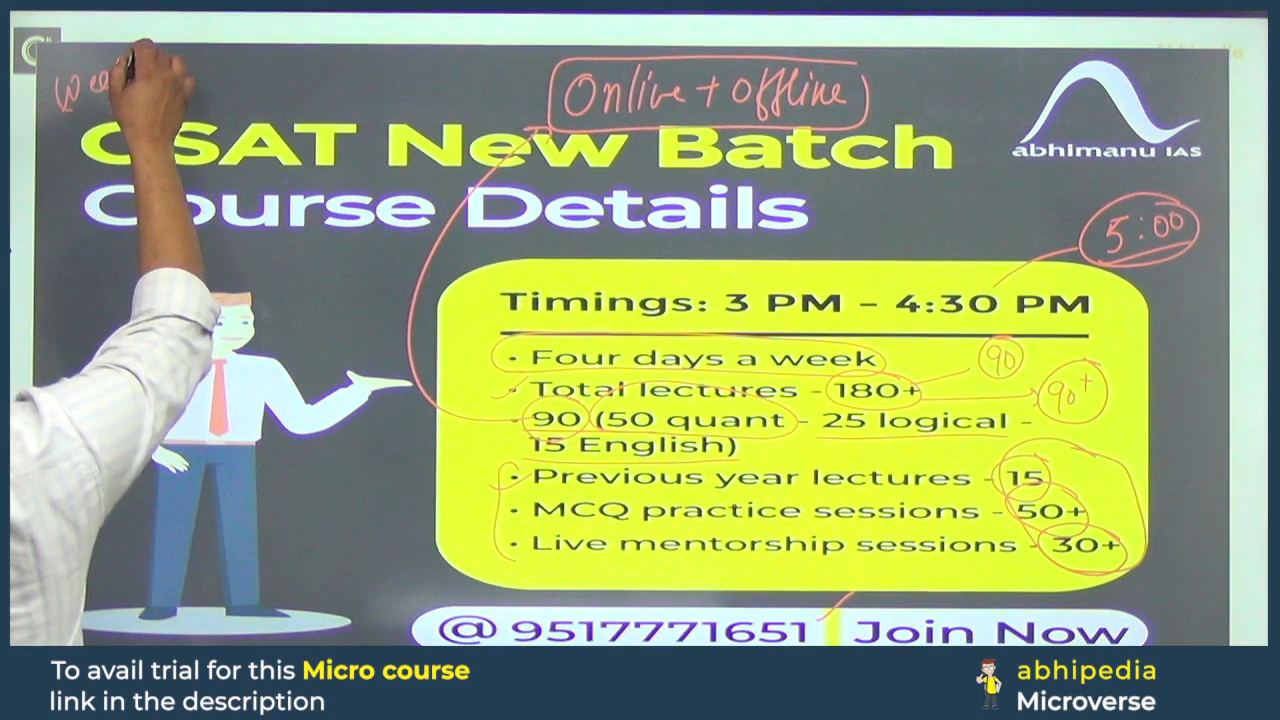 Online + offline
CSAT New Batch
Course Details
abhimanu IAS
5:00
Timings: 3 PM – 4:30 PM
• Four days a week
90
• Total lectures - 180+
90+
• 90 (50 quant - 25 logical -
15 English)
• Previous year lectures - 15
• MCQ practice sessions - 50+
• Live mentorship sessions - 30+
@ 9517771651 | Join Now
To avail trial for this Micro course
link in the description
abhipedia
Microverse